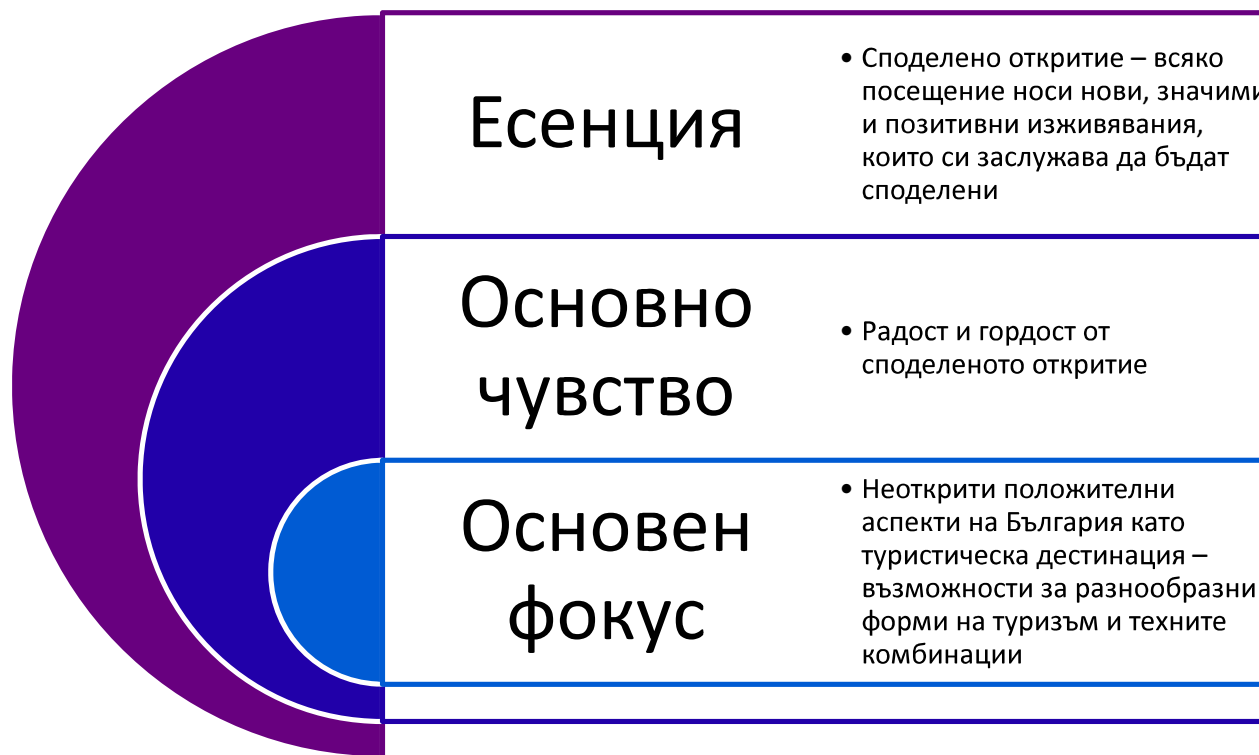 Есенция
• Споделено откритие – всяко
посещение носи нови, значими
и позитивни изживявания,
които си заслужава да бъдат
споделени
Основно
чувство
• Радост и гордост от
споделеното откритие
Основен
фокус
• Неоткрити положителни
аспекти на България като
туристическа дестинация –
възможности за разнообразни
форми на туризъм и техните
комбинации